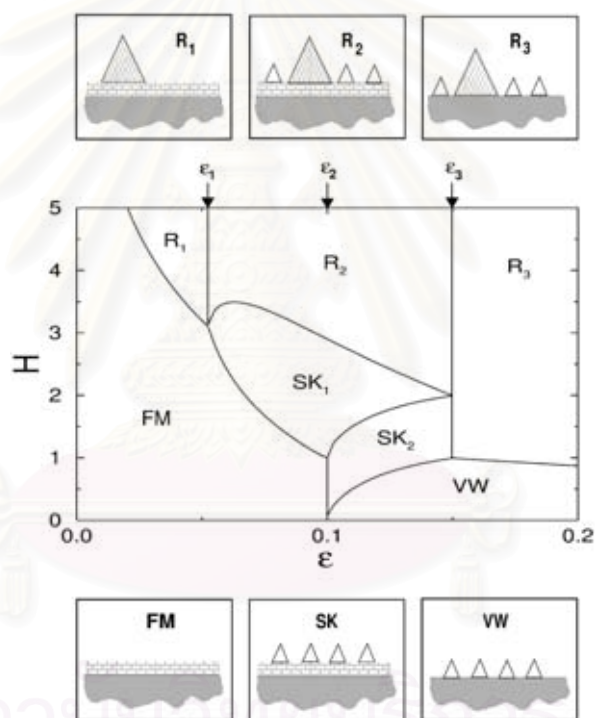 R₁ R₂ R₃
ε₁ ε₂ ε₃
5
4
3
2
1
0
H
R₁
R₂
R₃
SK₁
FM
SK₂
VW
0.0 0.1 0.2
ε
FM SK VW